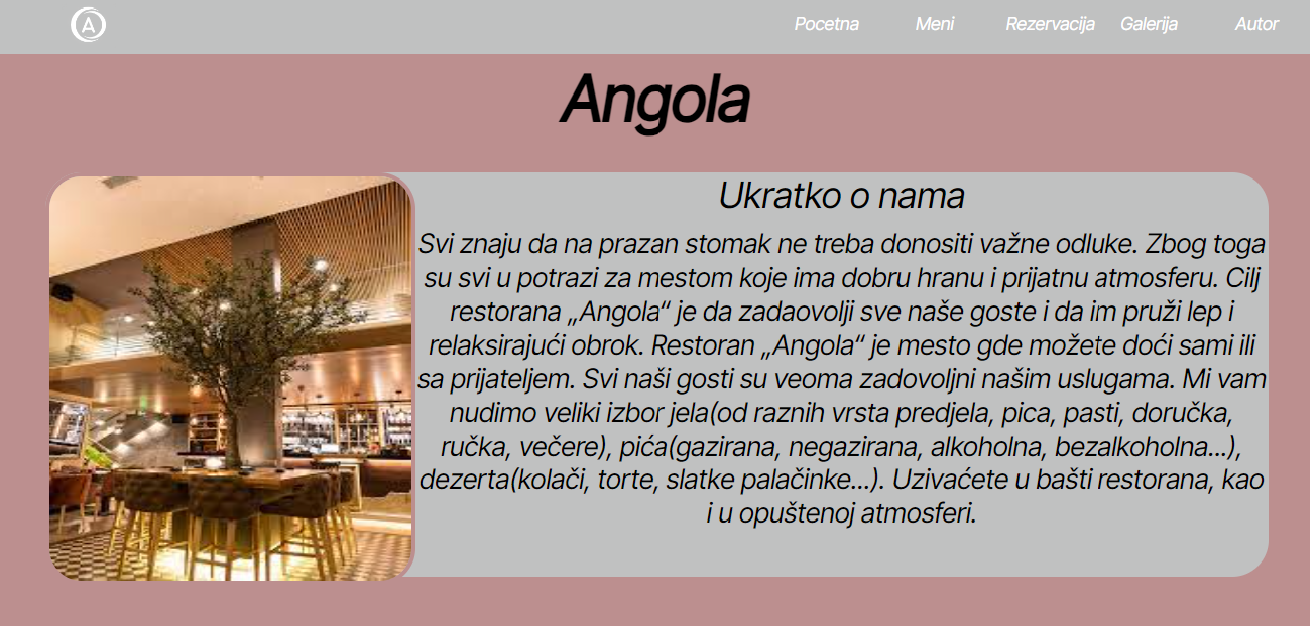 A
Pocetna Meni Rezervacija Galerija Autor
Angola
Ukratko o nama
Svi znaju da na prazan stomak ne treba donositi važne odluke. Zbog toga
su svi u potrazi za mestom koje ima dobru hranu i prijatnu atmosferu. Cilj
restorana „Angola“ je da zadaovolji sve naše goste i da im pruži lep i
relaksirajući obrok. Restoran „Angola“ je mesto gde možete doći sami ili
sa prijateljem. Svi naši gosti su veoma zadovoljni našim uslugama. Mi vam
nudimo veliki izbor jela(od raznih vrsta predjela, pica, pasti, doručka,
ručka, večere), pića(gazirana, negazirana, alkoholna, bezalkoholna...),
dezerta(kolači, torte, slatke palačinke...). Uzivaćete u bašti restorana, kao
i u opuštenoj atmosferi.